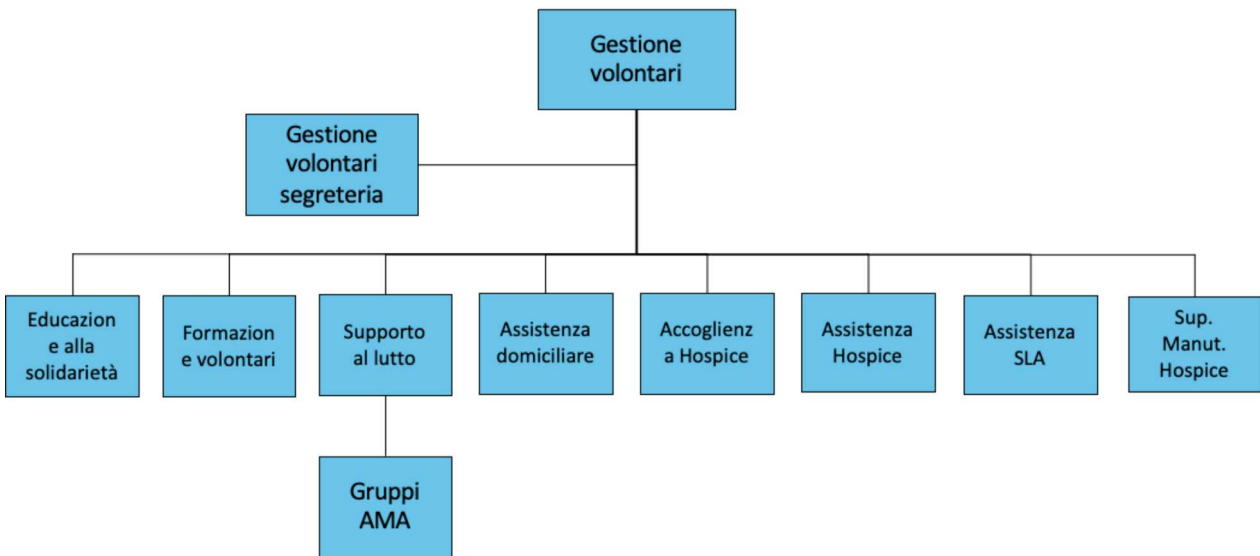 Gestione
volontari
Gestione
volontari
segreteria
Educazion
e alla
solidarietà
Formazion
e volontari
Supporto
al lutto
Assistenza
domiciliare
Accoglienz
a Hospice
Assistenza
Hospice
Assistenza
SLA
Sup.
Manut.
Hospice
Gruppi
AMA